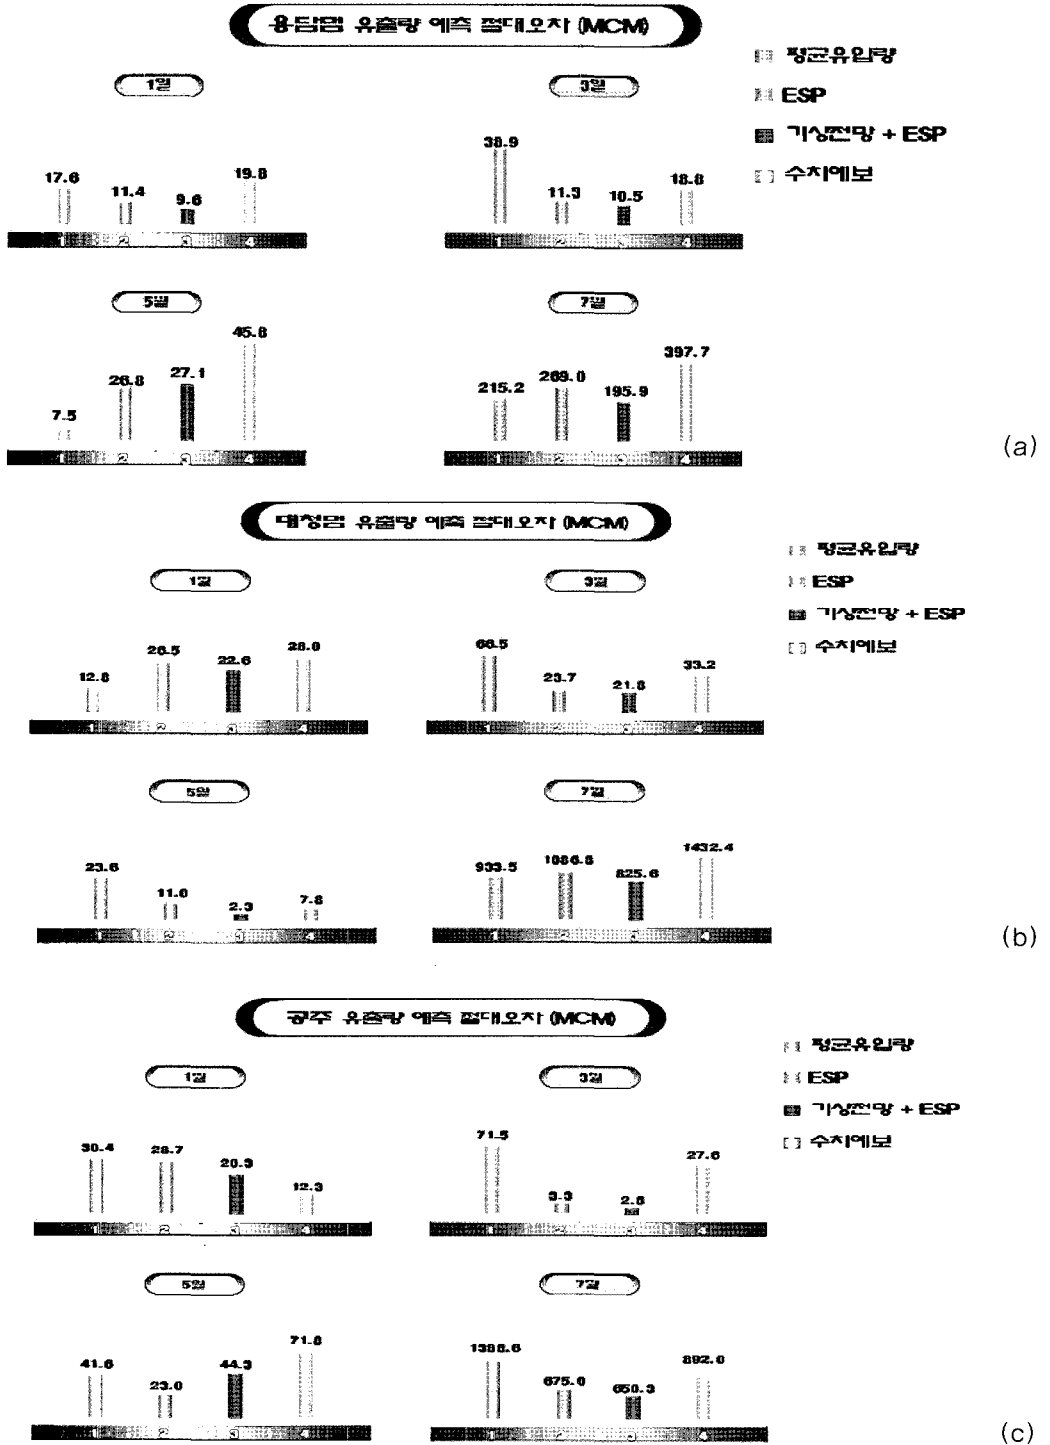 용담댐 유출량 예측 절대오차 (MCM)
평균유입량
ESP
기상전망 + ESP
수치예보
1월
17.6 11.4 9.6 19.8
1 2 3 4
3월
38.9 11.3 10.5 18.8
1 2 3 4
5월
7.5 26.8 27.1 45.8
1 2 3 4
7월
215.2 269.0 195.9 397.7
1 2 3 4
(a)
대청댐 유출량 예측 절대오차 (MCM)
평균유입량
ESP
기상전망 + ESP
수치예보
1월
12.8 26.5 22.6 28.0
1 2 3 4
3월
66.5 23.7 21.8 33.2
1 2 3 4
5월
23.6 11.0 2.3 7.8
1 2 3 4
7월
933.5 1086.8 825.6 1432.4
1 2 3 4
(b)
공주 유출량 예측 절대오차 (MCM)
평균유입량
ESP
기상전망 + ESP
수치예보
1월
30.4 28.7 20.3 12.3
1 2 3 4
3월
71.5 3.3 2.6 27.6
1 2 3 4
5월
41.6 23.0 44.3 71.8
1 2 3 4
7월
1386.6 675.0 650.3 892.0
1 2 3 4
(c)